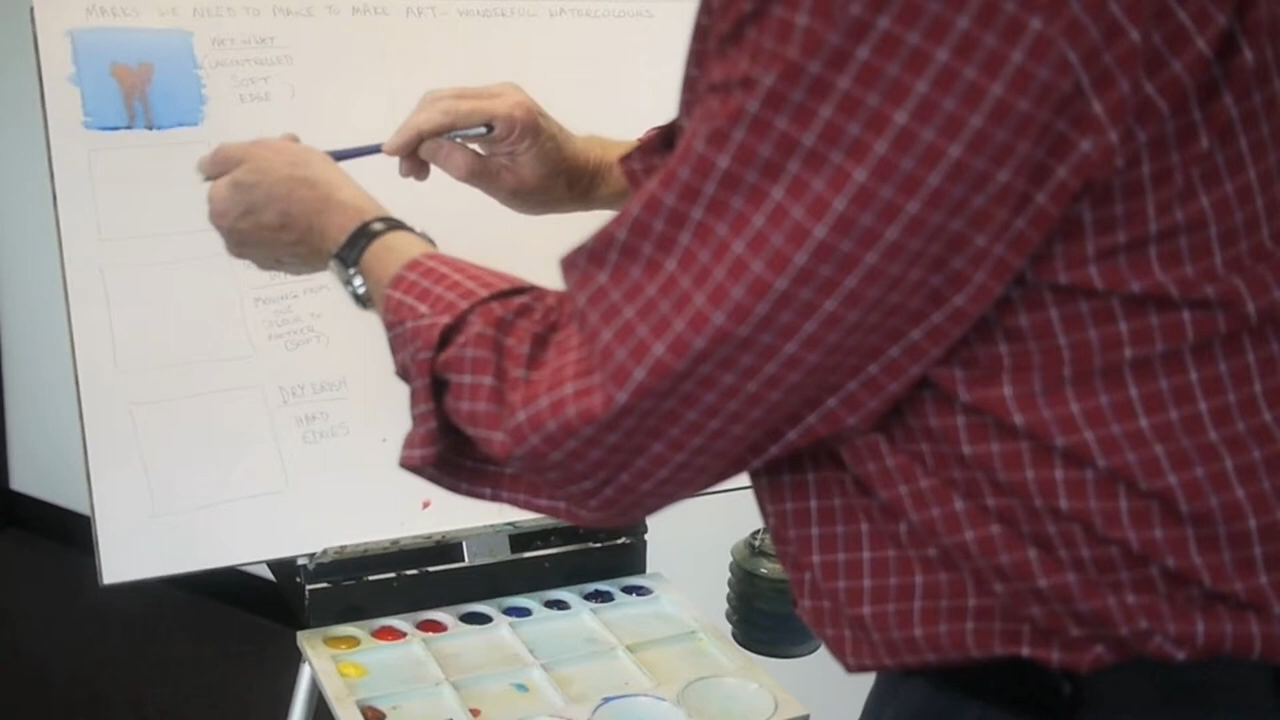 MARKS WE NEED TO MAKE TO MAKE ART - WONDERFUL WATERCOLOURS
WET-N-WET
(UNCONTROLLED
SOFT
EDGE )
MOVING FROM
ONE
COLOUR TO
ANOTHER
(SOFT)
DRY BRUSH
HARD
EDGES